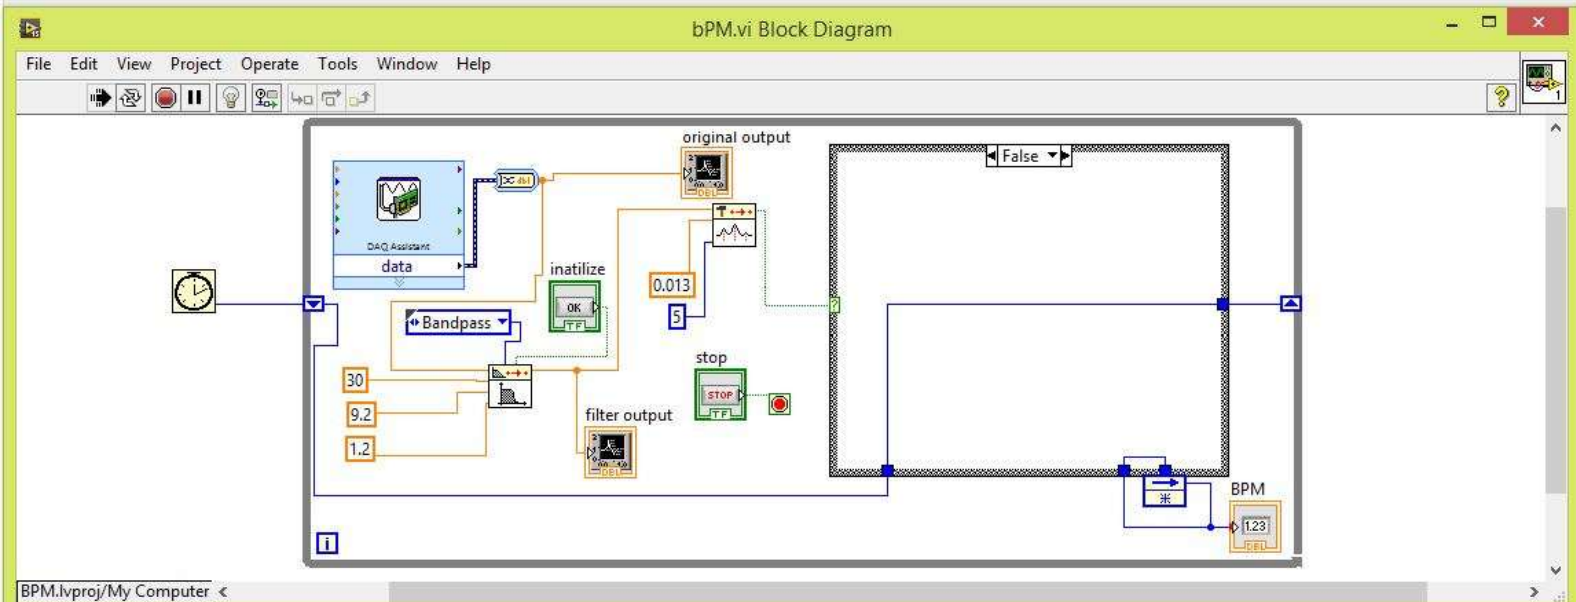 bPM.vi Block Diagram
File Edit View Project Operate Tools Window Help
original output
False
DAQ Assistant
data
inatilize
OK
TF
DBL
0.013
5
Bandpass
stop
STOP
TF
30
9.2
1.2
filter output
DBL
BPM
1.23
DBL
i
BPM.lvproj/My Computer